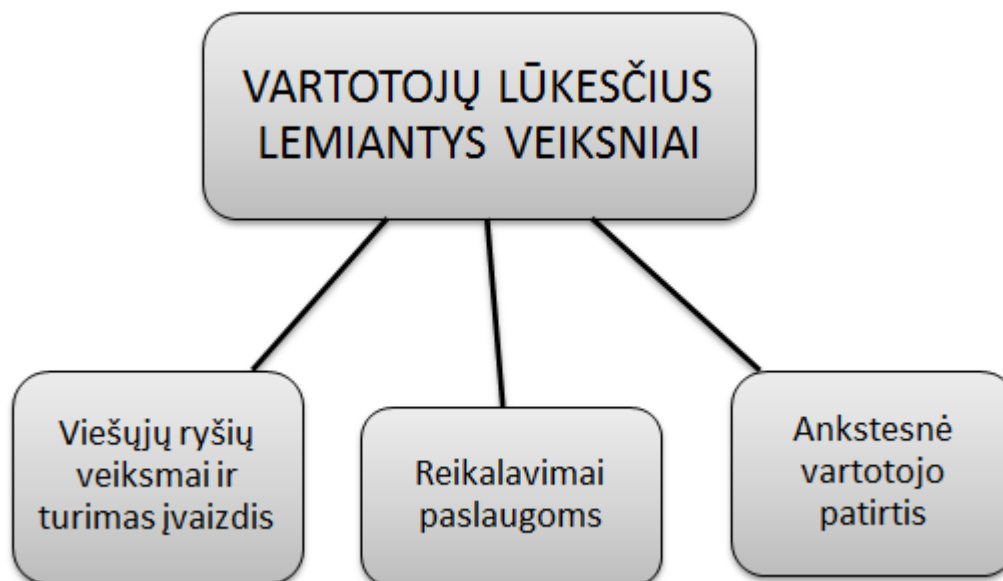 VARTOTOJŲ LŪKESČIUS
LEMIANTYS VEIKSNIAI
Viešųjų ryšių
veiksmai ir
turimas įvaizdis
Reikalavimai
paslaugoms
Ankstesnė
vartotojo
patirtis